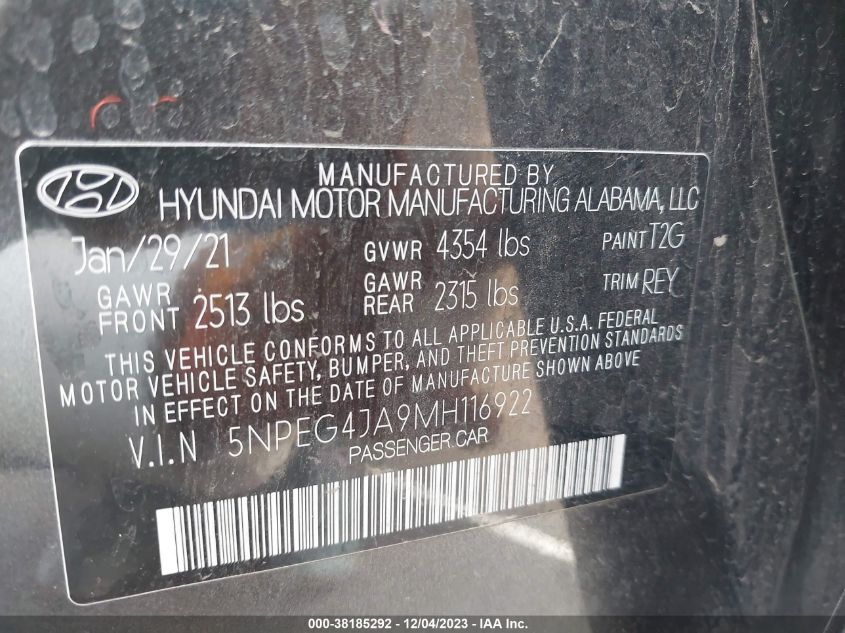 MANUFACTURED BY
HYUNDAI MOTOR MANUFACTURING ALABAMA, LLC
Jan/29/21 GVWR 4354 lbs PAINT T2G
GAWR FRONT 2513 lbs GAWR REAR 2315 lbs TRIM REY
THIS VEHICLE CONFORMS TO ALL APPLICABLE U.S.A. FEDERAL
MOTOR VEHICLE SAFETY, BUMPER, AND THEFT PREVENTION STANDARDS
IN EFFECT ON THE DATE OF MANUFACTURE SHOWN ABOVE
V.I.N 5NPEG4JA9MH116922
PASSENGER CAR
000-38185292 - 12/04/2023 - IAA Inc.